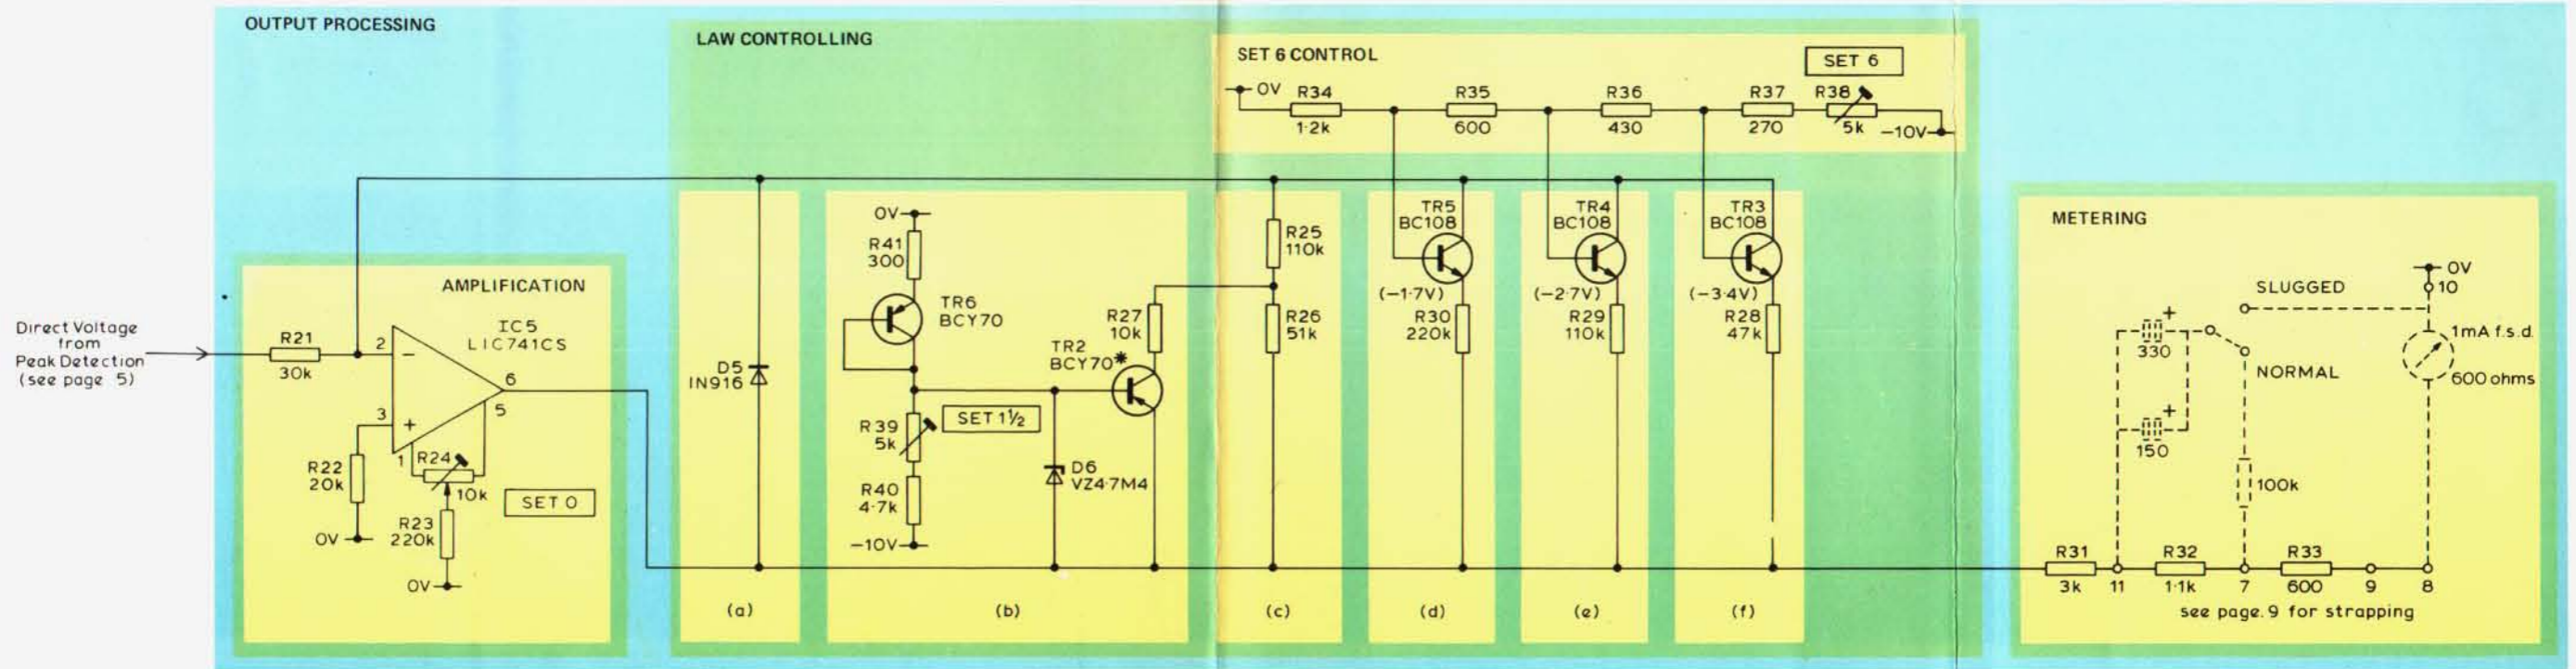 OUTPUT PROCESSING
LAW CONTROLLING
SET 6 CONTROL
SET 6
0V
R34
1·2k
R35
600
R36
430
R37
270
R38
5k
-10V
AMPLIFICATION
Direct Voltage
from
Peak Detection
(see page 5)
R21
30k
2
-
IC5
LIC741CS
6
5
3
+
1
R24
10k
R22
20k
0V
R23
220k
0V
SET 0
D5
IN916
(a)
0V
R41
300
TR6
BCY70
R39
5k
SET 1½
R40
4·7k
-10V
D6
VZ4·7M4
TR2
BCY70*
R27
10k
(b)
R25
110k
R26
51k
(c)
TR5
BC108
(-1·7V)
R30
220k
(d)
TR4
BC108
(-2·7V)
R29
110k
(e)
TR3
BC108
(-3·4V)
R28
47k
(f)
METERING
SLUGGED
0V
10
+
330
NORMAL
1mA f.s.d.
600 ohms
+
150
100k
R31
3k
11
R32
1·1k
7
R33
600
9
8
see page.9 for strapping